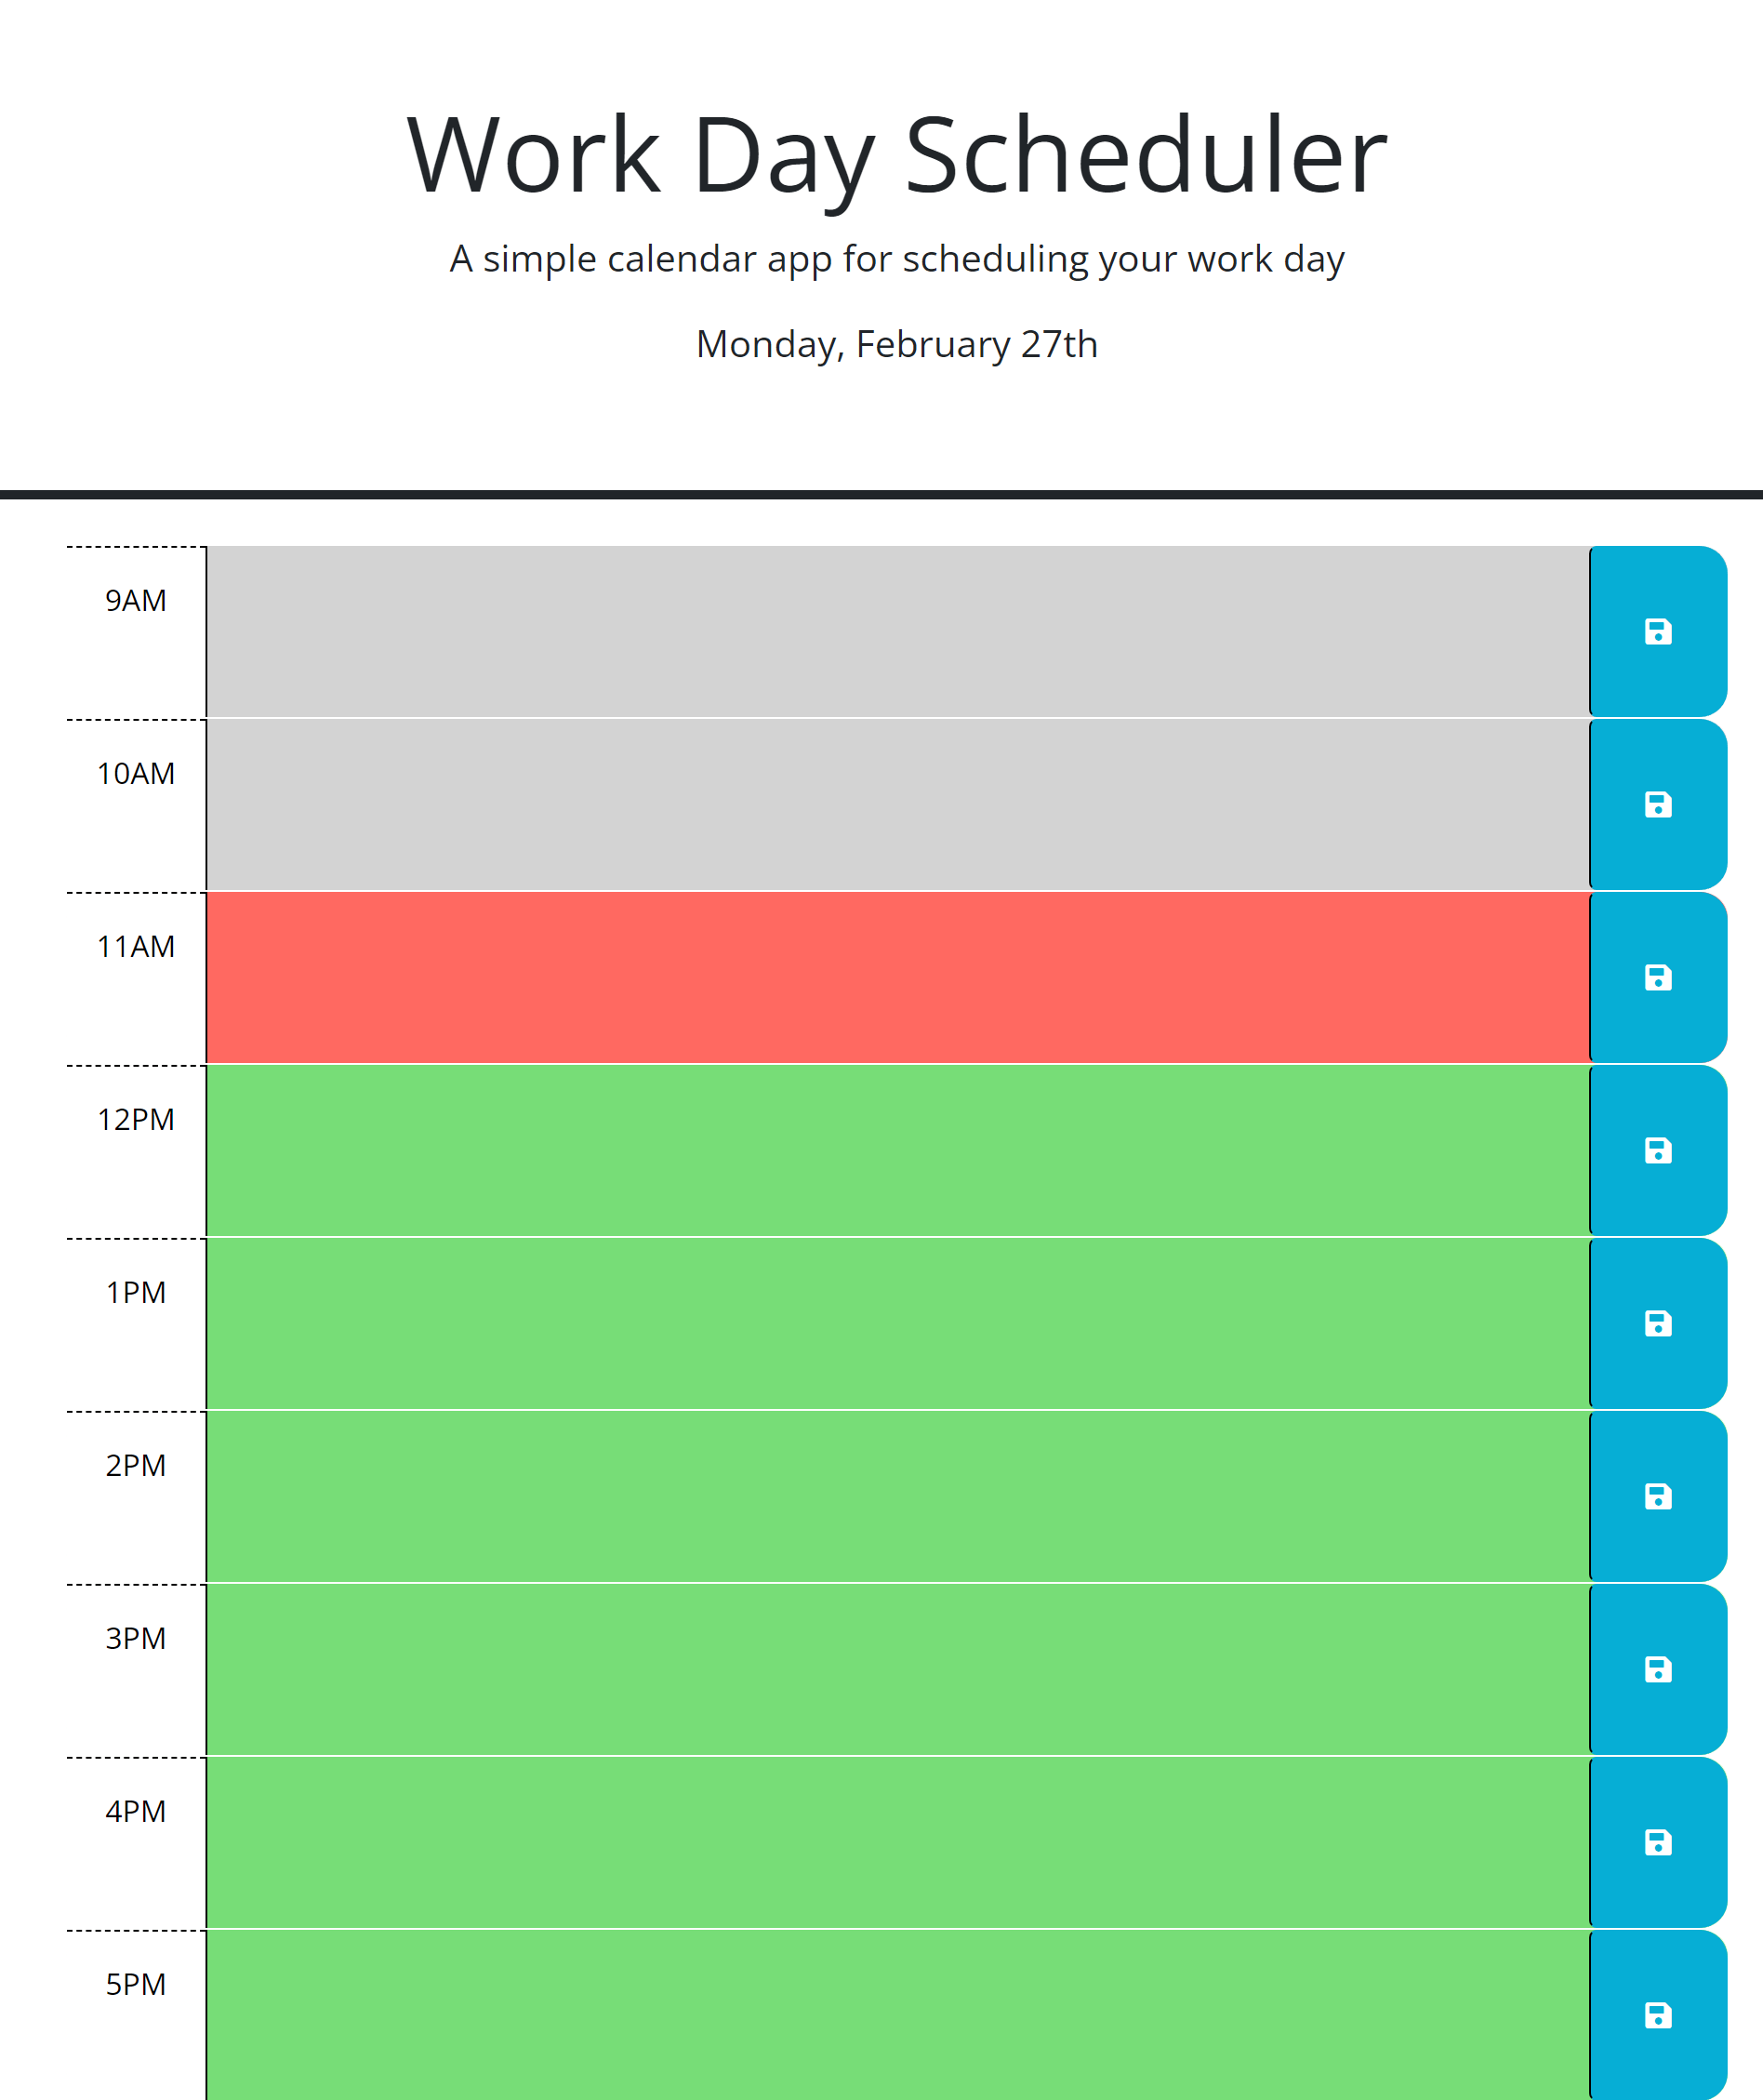 Work Day Scheduler
A simple calendar app for scheduling your work day
Monday, February 27th
9AM
10AM
11AM
12PM
1PM
2PM
3PM
4PM
5PM